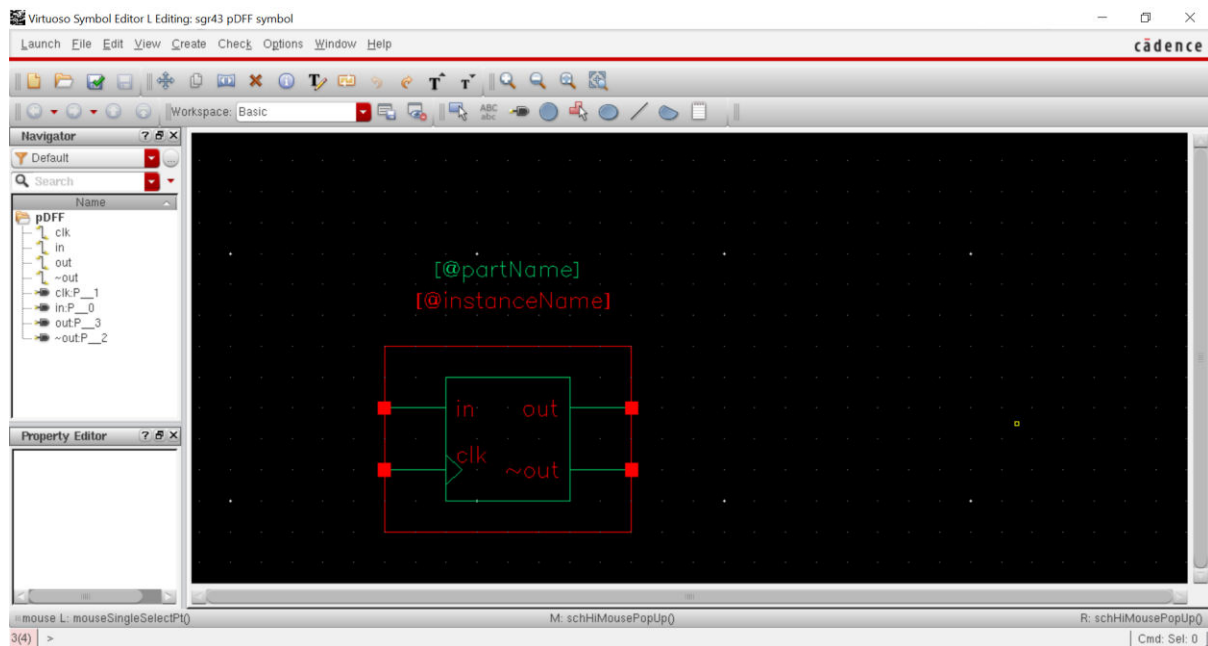 Virtuoso Symbol Editor L Editing: sgr43 pDFF symbol
Launch File Edit View Create Check Options Window Help
cādence
Workspace: Basic
ABC
abc
Navigator
Default
Search
Name
pDFF
clk
in
out
~out
clk:P__1
in:P__0
out:P__3
~out:P__2
Property Editor
[@partName]
[@instanceName]
in out
clk
~out
mouse L: mouseSingleSelectPt()
M: schHiMousePopUp()
R: schHiMousePopUp()
3(4) >
Cmd: Sel: 0